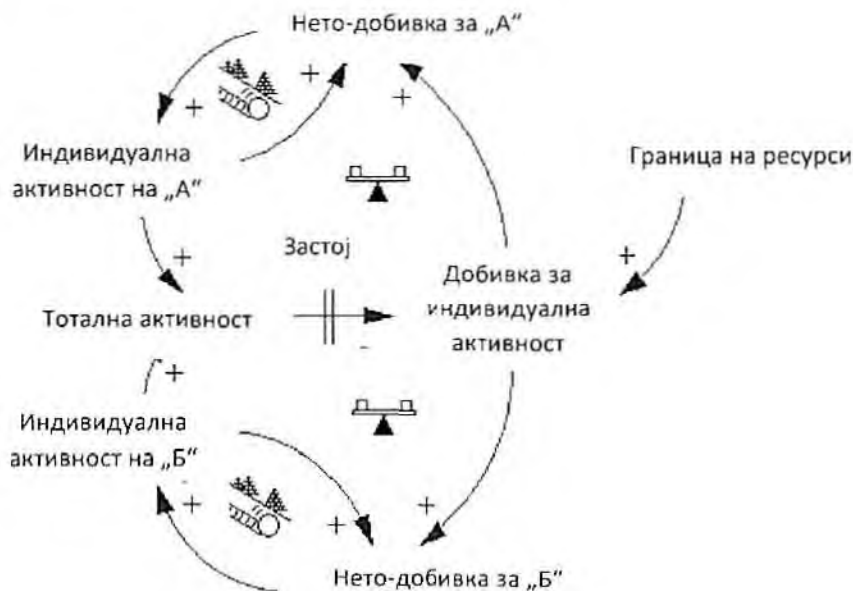 Нето-добивка за „А“
+
+
+
Индивидуална
активност на „А“
Граница на ресурси
+
+
Застој
Добивка за
индивидуална
активност
Тотална активност
+
Индивидуална
активност на „Б“
+
+
+
Нето-добивка за „Б“